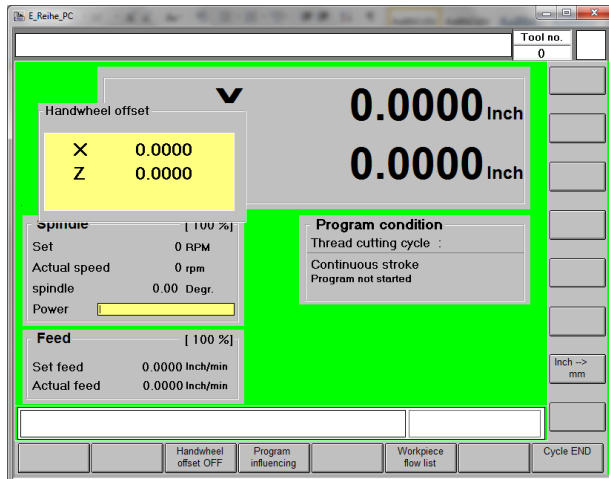 E_Reihe_PC
Tool no.
0
Handwheel offset
X 0.0000
Z 0.0000
0.0000 Inch
0.0000 Inch
Spindle [ 100 %]
Set 0 RPM
Actual speed 0 rpm
spindle 0.00 Degr.
Power
Program condition
Thread cutting cycle :
Continuous stroke
Program not started
Feed [ 100 %]
Set feed 0.0000 Inch/min
Actual feed 0.0000 Inch/min
Inch -->
mm
Handwheel
offset OFF
Program
influencing
Workpiece
flow list
Cycle END